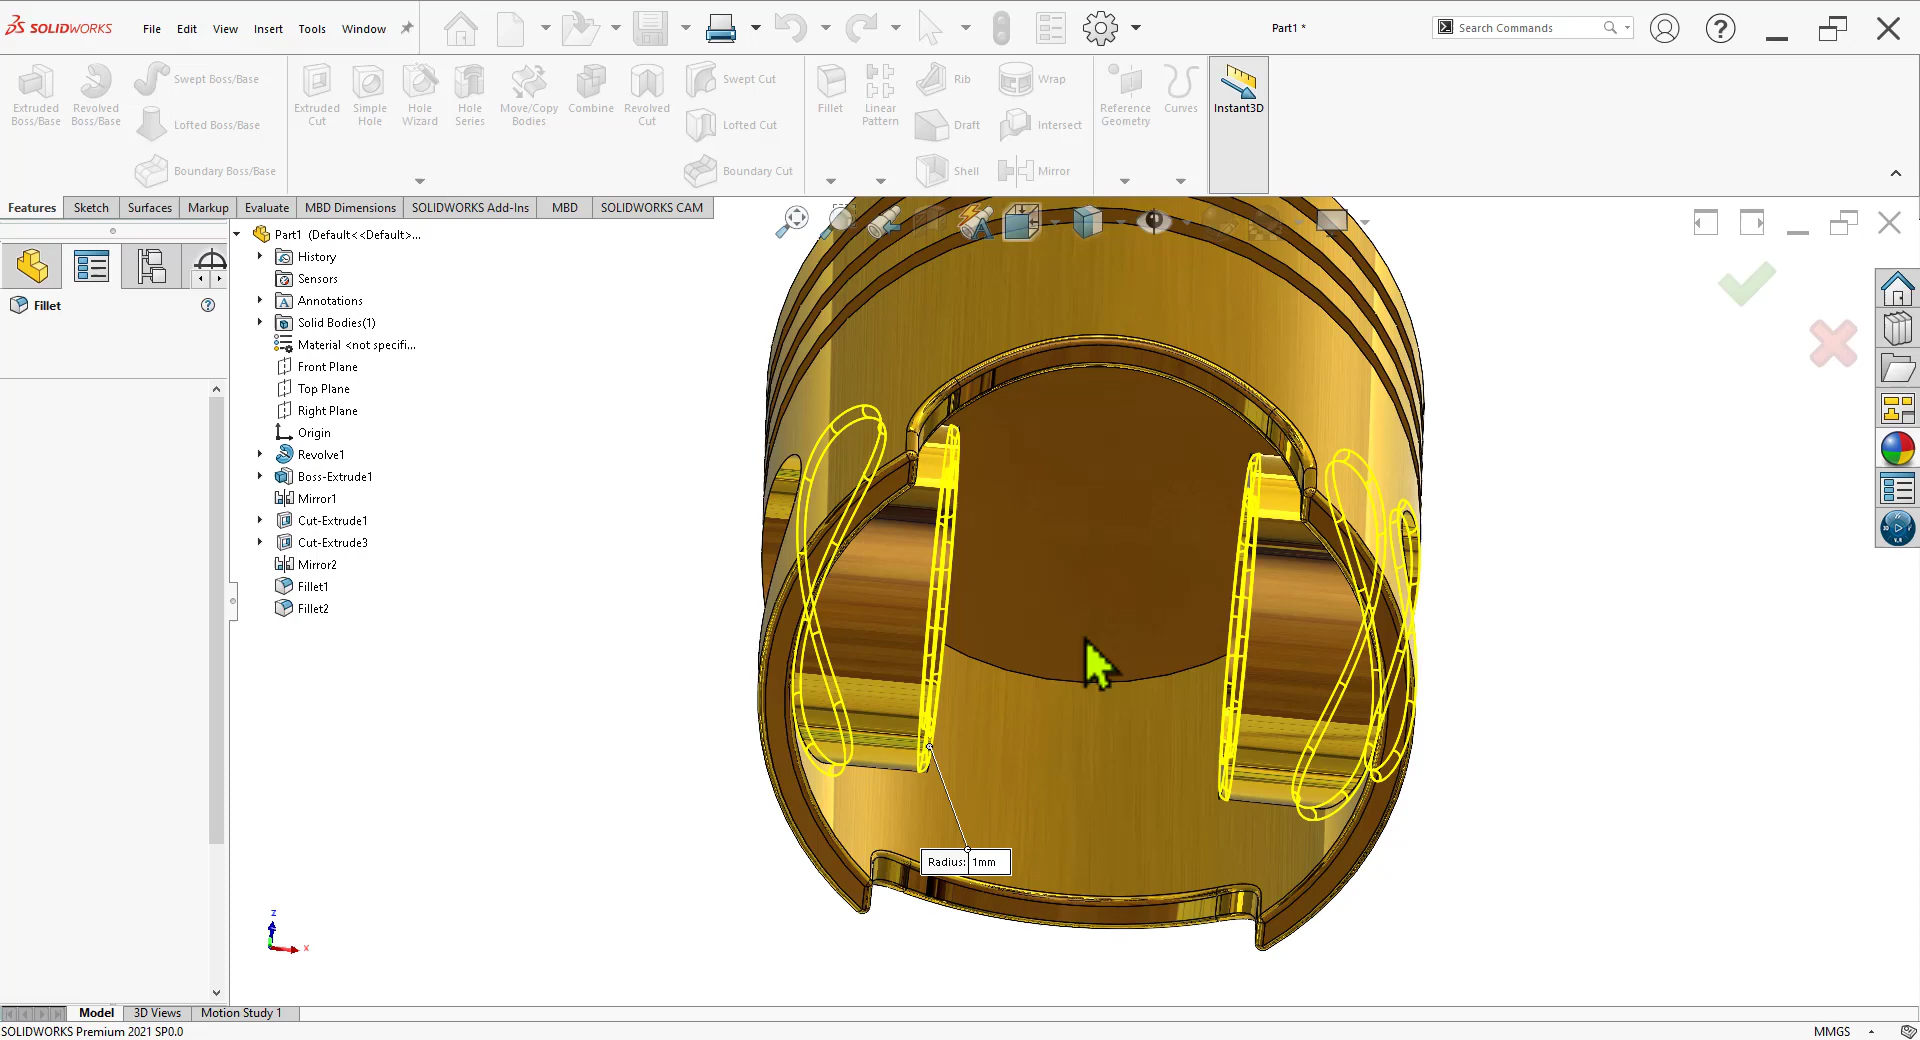 SOLIDWORKS File Edit View Insert Tools Window Part1 * Search Commands
Extruded Boss/Base
Revolved Boss/Base
Swept Boss/Base
Lofted Boss/Base
Boundary Boss/Base
Extruded Cut
Simple Hole
Hole Wizard
Hole Series
Move/Copy Bodies
Combine
Revolved Cut
Swept Cut
Lofted Cut
Boundary Cut
Fillet
Linear Pattern
Rib
Draft
Shell
Wrap
Intersect
Mirror
Reference Geometry
Curves
Instant3D
Features Sketch Surfaces Markup Evaluate MBD Dimensions SOLIDWORKS Add-Ins MBD SOLIDWORKS CAM
Fillet
Part1 (Default<<Default>...
History
Sensors
Annotations
Solid Bodies(1)
Material <not specifi...
Front Plane
Top Plane
Right Plane
Origin
Revolve1
Boss-Extrude1
Mirror1
Cut-Extrude1
Cut-Extrude3
Mirror2
Fillet1
Fillet2
Radius: 1mm
z
x
Model 3D Views Motion Study 1
SOLIDWORKS Premium 2021 SP0.0 MMGS